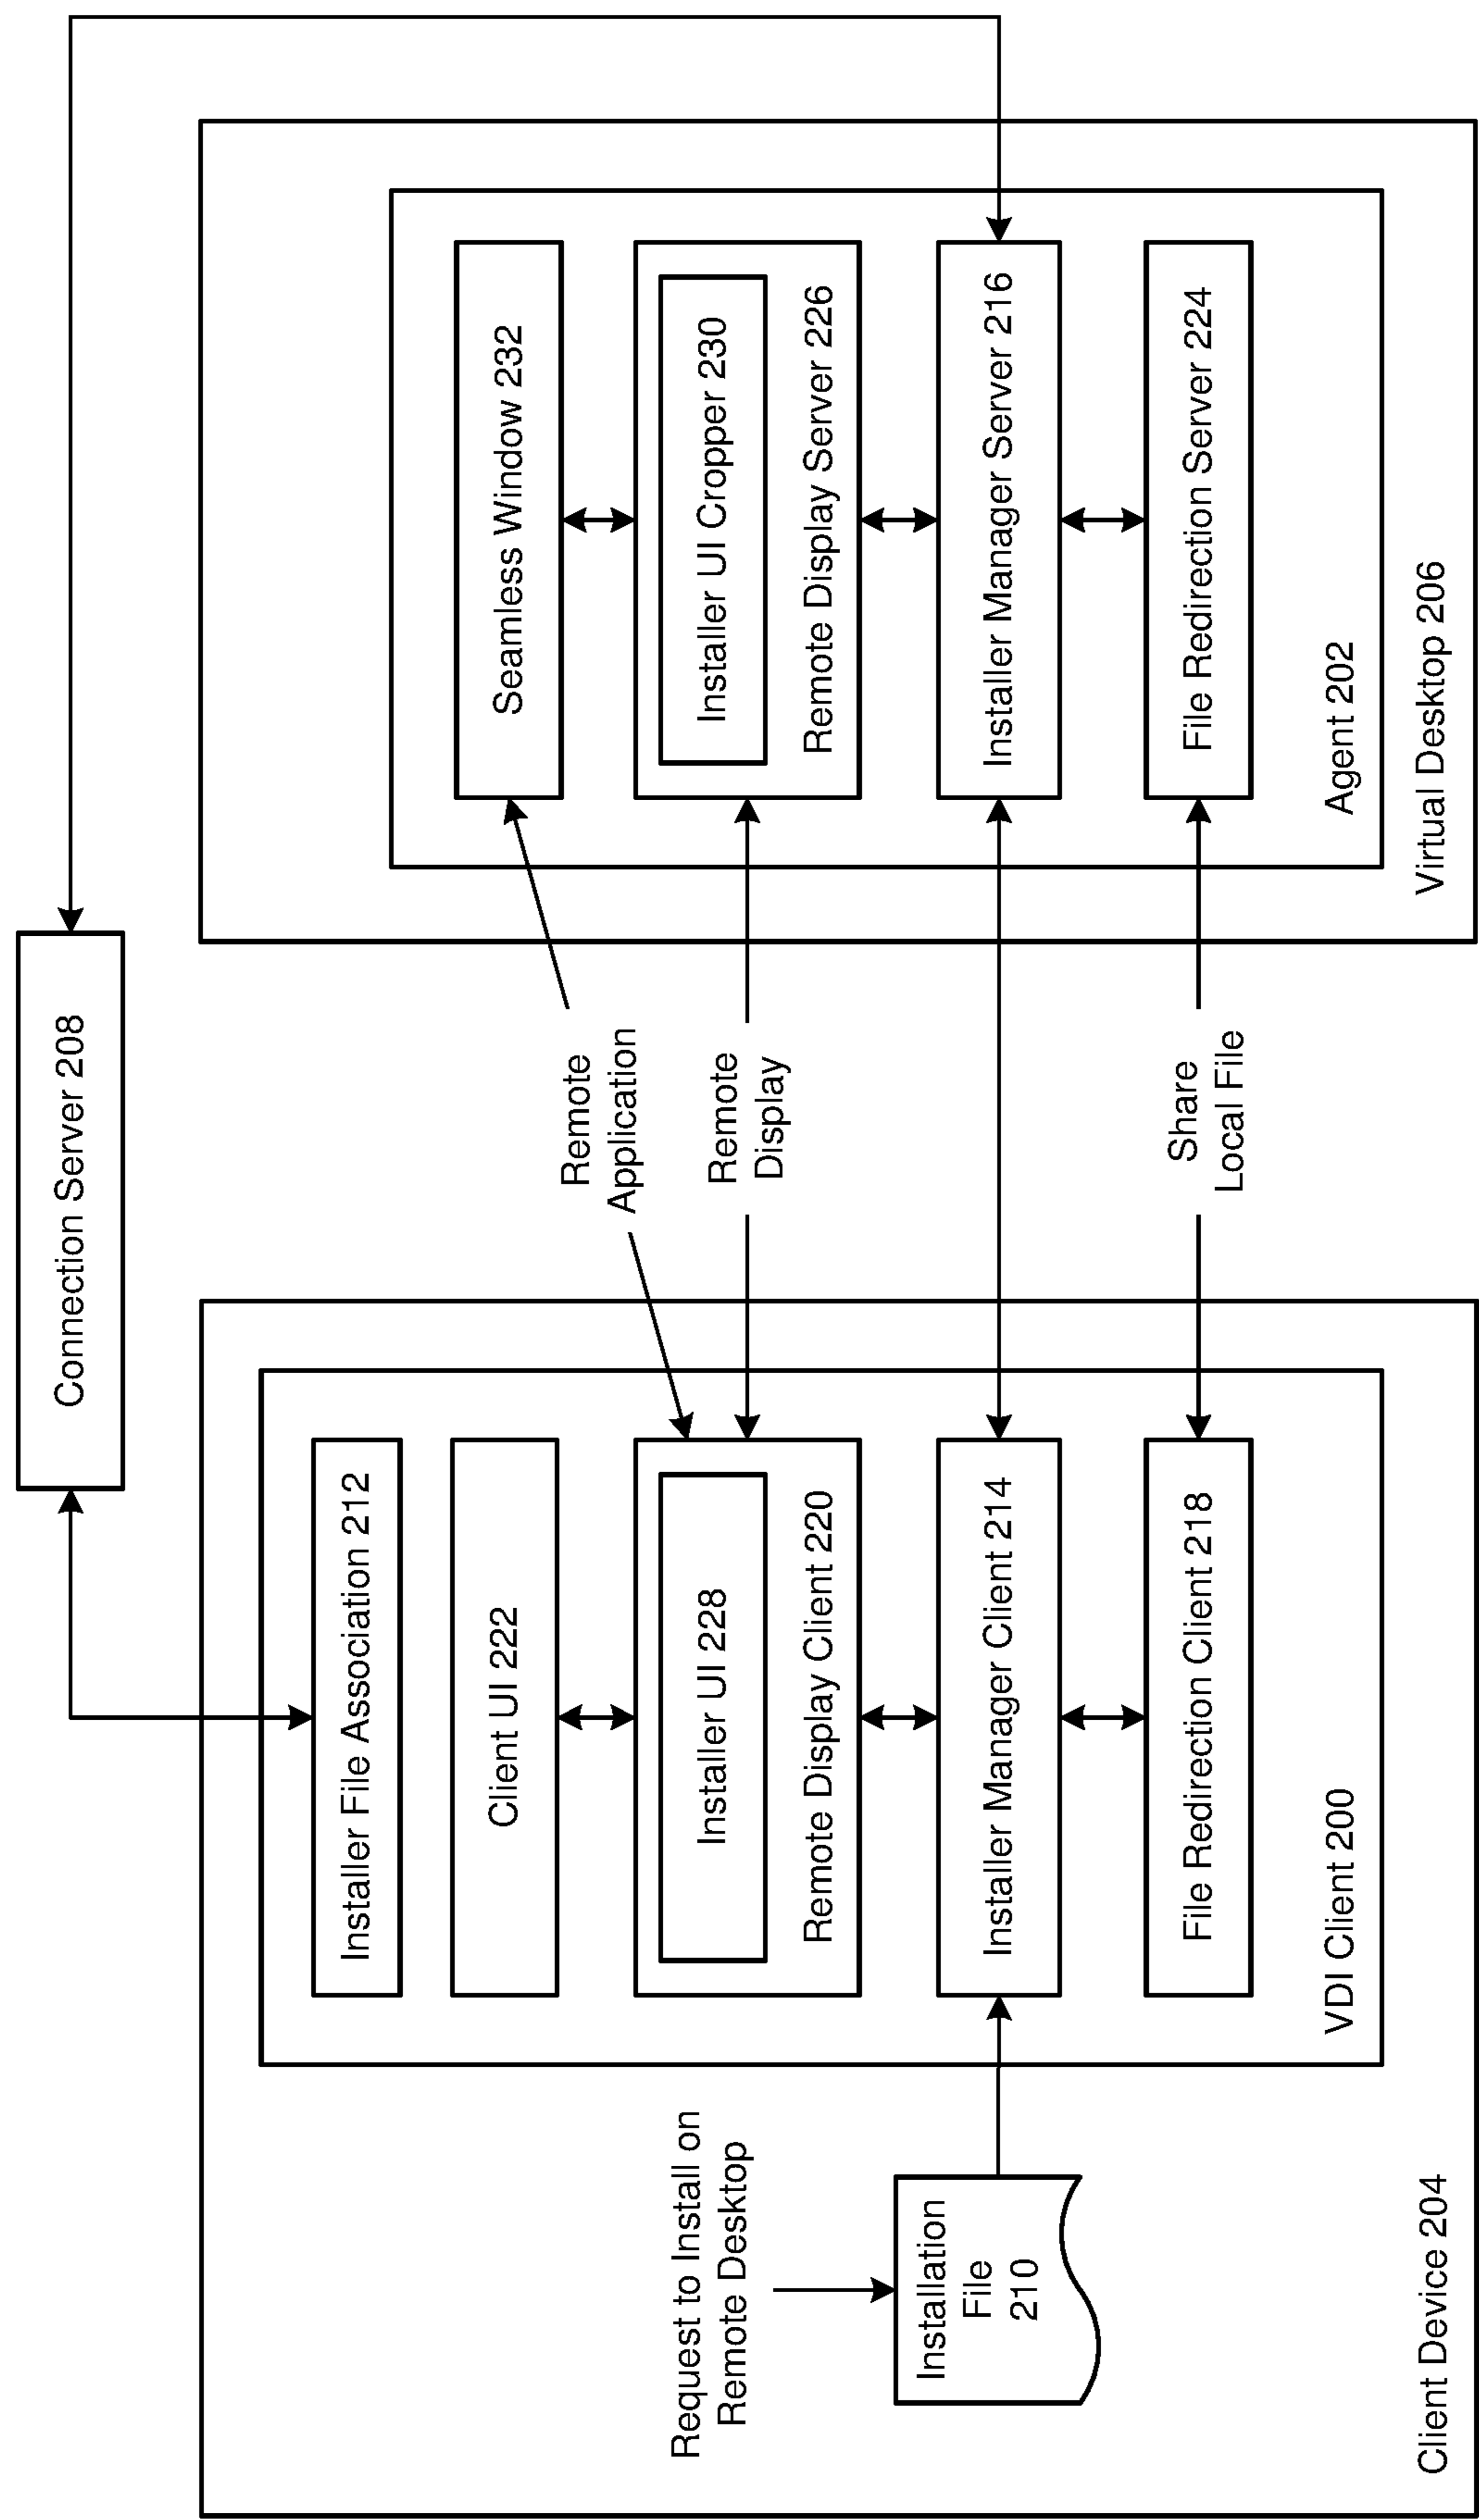 Connection Server 208
Request to Install on
Remote Desktop
Installation
File
210
Client Device 204
Installer File Association 212
Client UI 222
Installer UI 228
Remote Display Client 220
Installer Manager Client 214
File Redirection Client 218
VDI Client 200
Remote
Application
Remote
Display
Share
Local File
Seamless Window 232
Installer UI Cropper 230
Remote Display Server 226
Installer Manager Server 216
File Redirection Server 224
Agent 202
Virtual Desktop 206